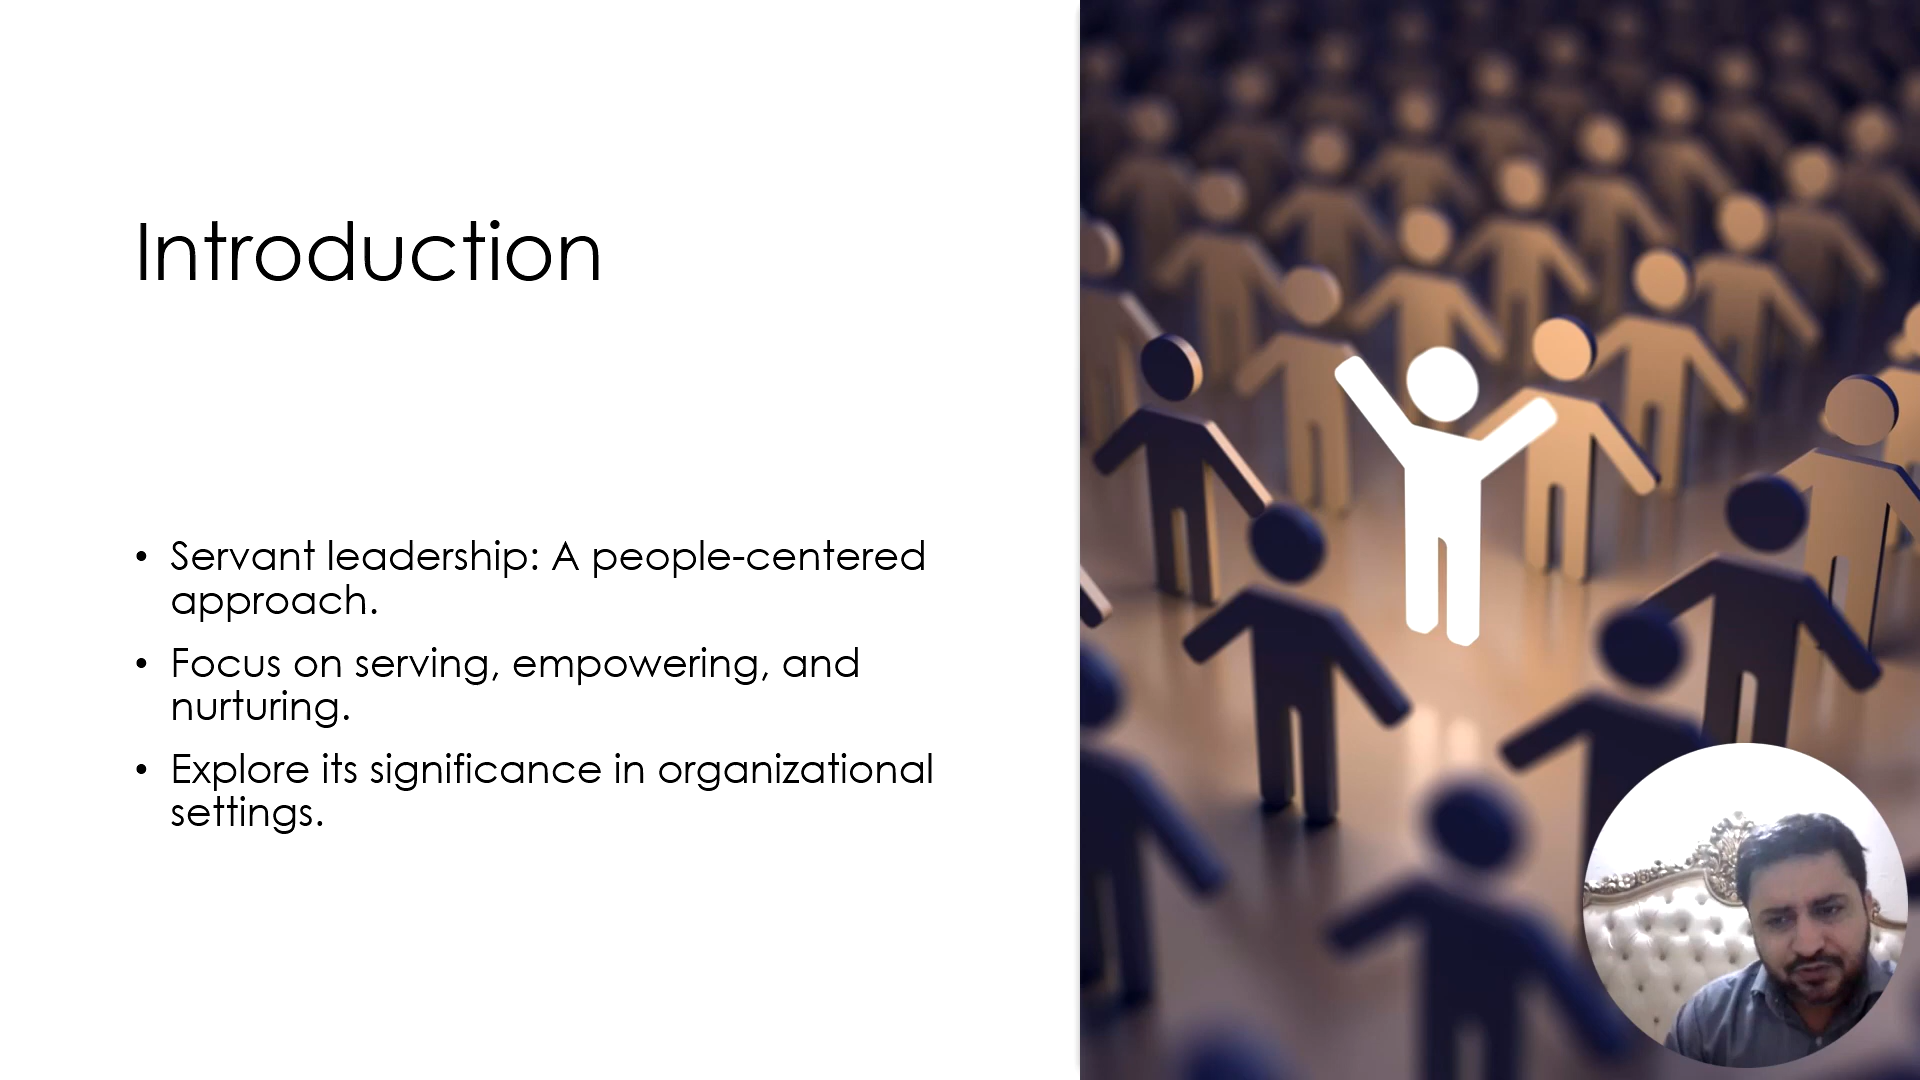 Introduction
• Servant leadership: A people-centered
approach.
• Focus on serving, empowering, and
nurturing.
• Explore its significance in organizational
settings.